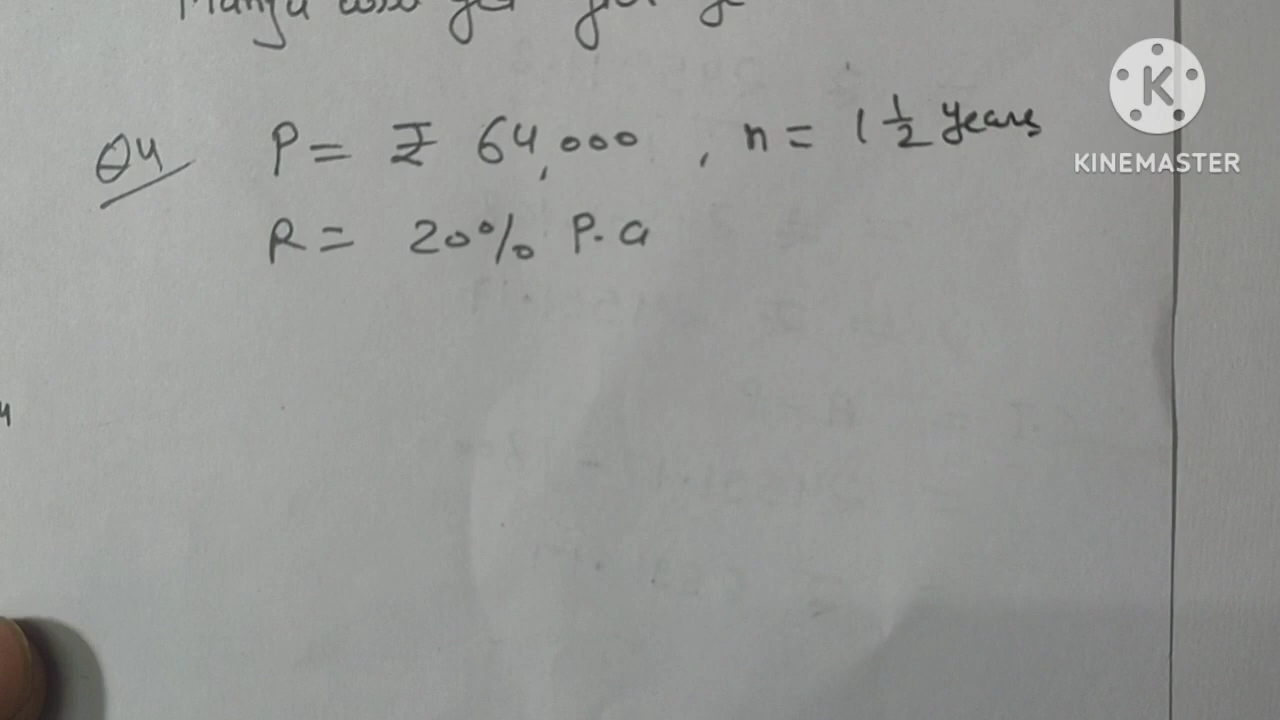 Q4 P = ₹ 64,000 , n = 1 1/2 years
R = 20% P.a
K
KINEMASTER